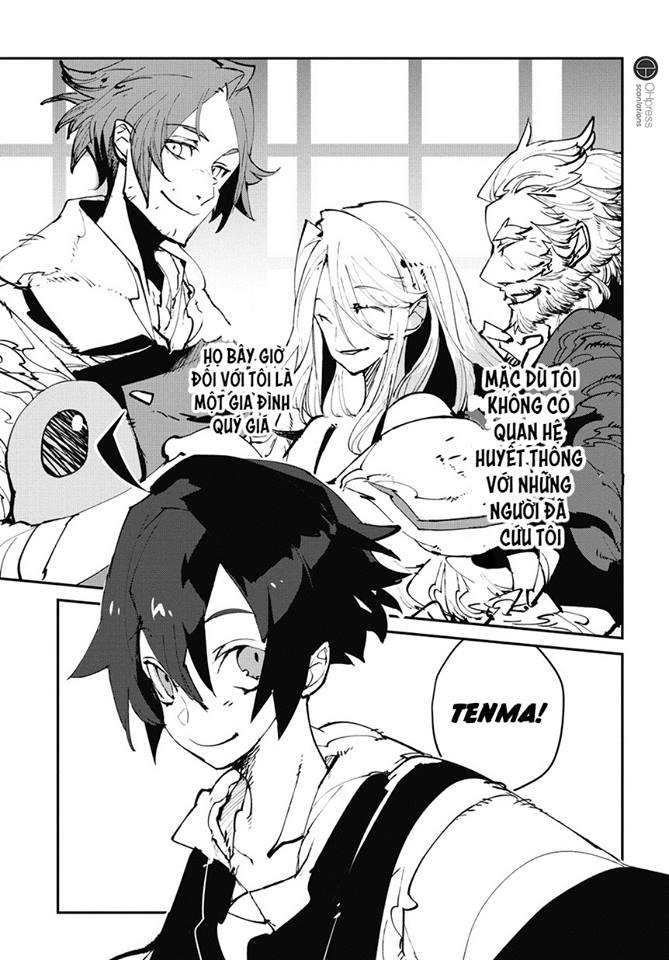 OHpress
scanlations
MẶC DÙ TÔI
KHÔNG CÓ
QUAN HỆ
HUYẾT THỐNG
VỚI NHỮNG
NGƯỜI ĐÃ
CỨU TÔI
HỌ BÂY GIỜ
ĐỐI VỚI TÔI LÀ
MỘT GIA ĐÌNH
QUÝ GIÁ
TENMA!